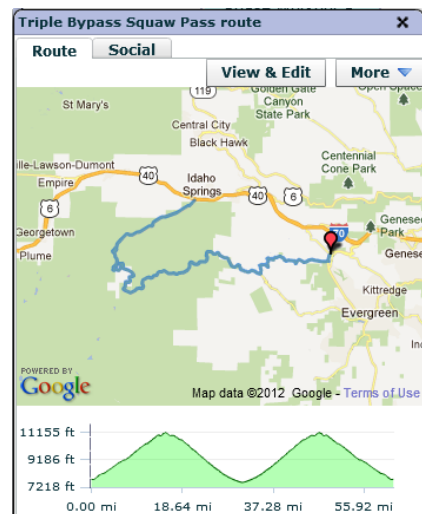 Triple Bypass Squaw Pass route
Route Social
View & Edit More
119
Golden Gate
Canyon
State Park
St Mary's
Central City
Black Hawk
Centennial
Cone Park
lle-Lawson-Dumont
Empire
40
Idaho
Springs
40
6
6
Georgetown
Plume
70
Genesee
Park
Genese
Kittredge
Evergreen
POWERED BY
Google
Map data ©2012 Google - Terms of Use
11155 ft
9186 ft
7218 ft
0.00 mi 18.64 mi 37.28 mi 55.92 mi